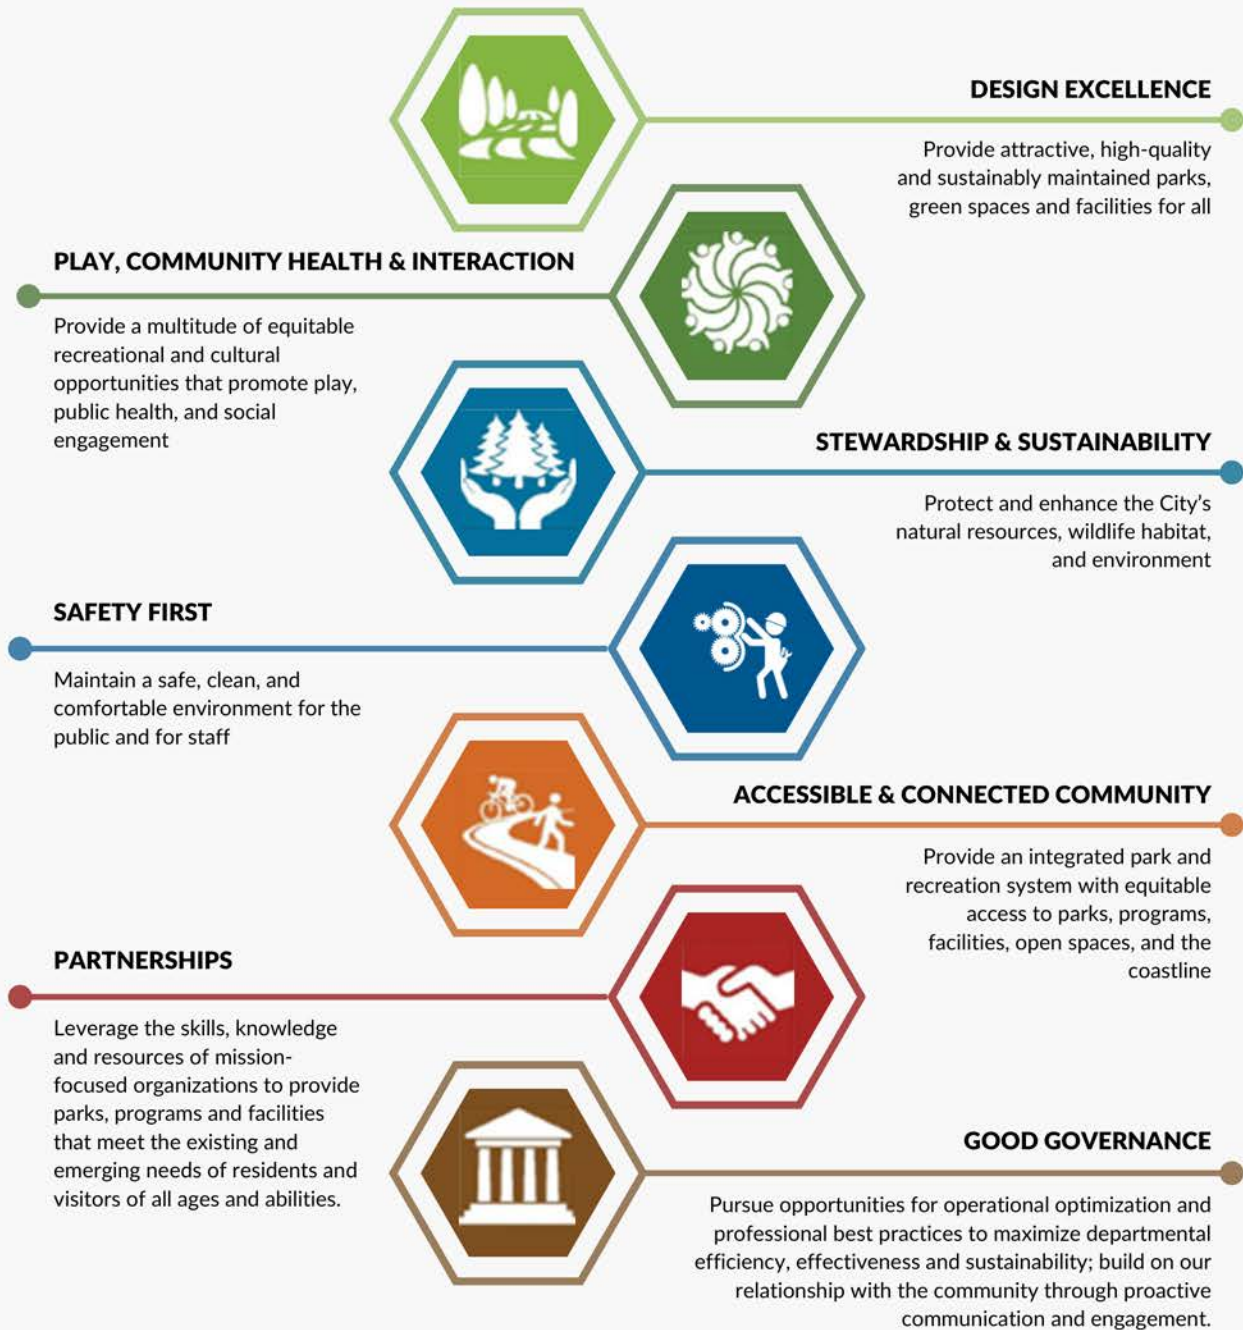 DESIGN EXCELLENCE
Provide attractive, high-quality
and sustainably maintained parks,
green spaces and facilities for all
PLAY, COMMUNITY HEALTH & INTERACTION
Provide a multitude of equitable
recreational and cultural
opportunities that promote play,
public health, and social
engagement
STEWARDSHIP & SUSTAINABILITY
Protect and enhance the City's
natural resources, wildlife habitat,
and environment
SAFETY FIRST
Maintain a safe, clean, and
comfortable environment for the
public and for staff
ACCESSIBLE & CONNECTED COMMUNITY
Provide an integrated park and
recreation system with equitable
access to parks, programs,
facilities, open spaces, and the
coastline
PARTNERSHIPS
Leverage the skills, knowledge
and resources of mission-
focused organizations to provide
parks, programs and facilities
that meet the existing and
emerging needs of residents and
visitors of all ages and abilities.
GOOD GOVERNANCE
Pursue opportunities for operational optimization and
professional best practices to maximize departmental
efficiency, effectiveness and sustainability; build on our
relationship with the community through proactive
communication and engagement.